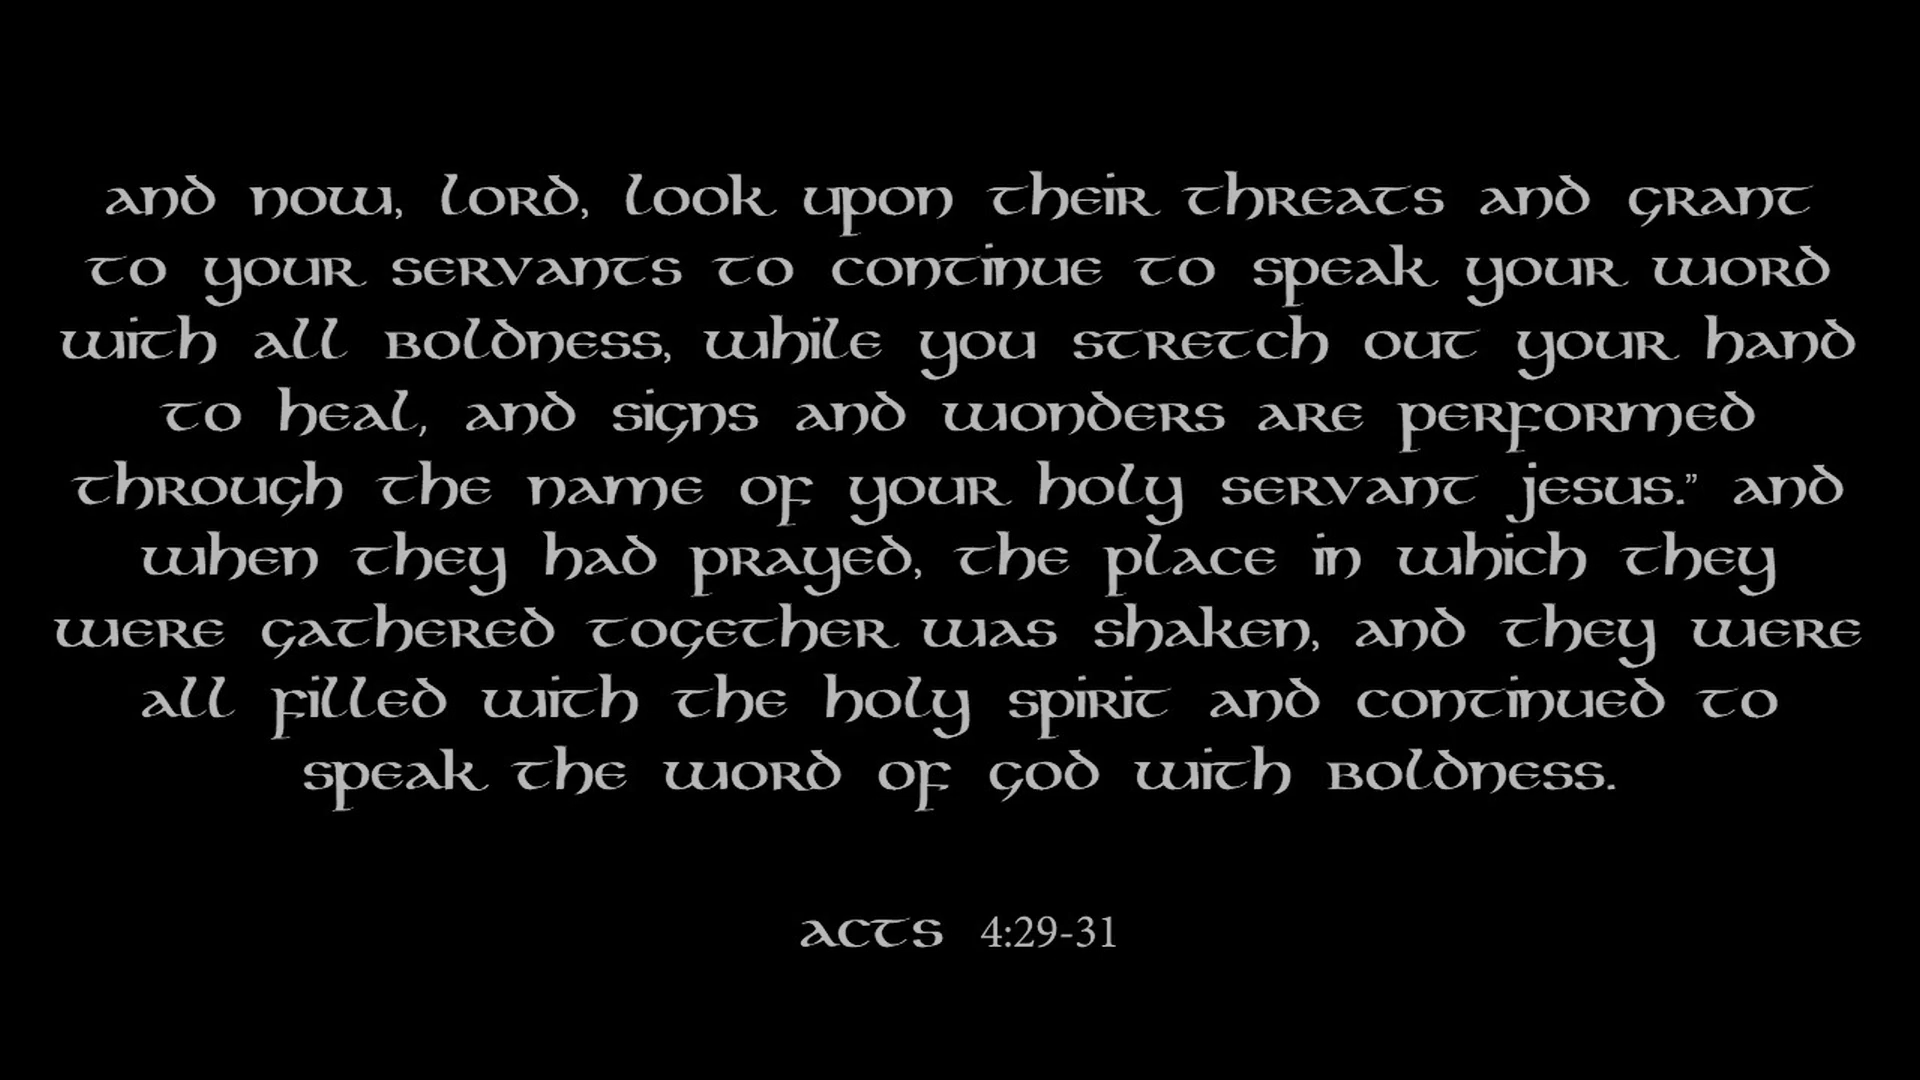 and now, lord, look upon their threats and grant
to your servants to continue to speak your word
with all boldness, while you stretch out your hand
to heal, and signs and wonders are performed
through the name of your holy servant jesus.” and
when they had prayed, the place in which they
were gathered together was shaken, and they were
all filled with the holy spirit and continued to
speak the word of god with boldness.
acts 4:29-31